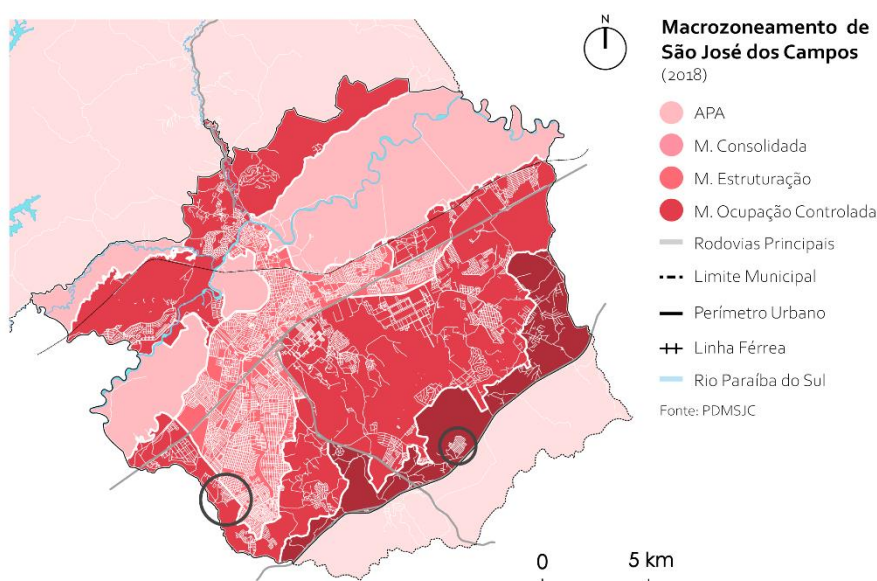 N
Macrozoneamento de
São José dos Campos
(2018)
APA
M. Consolidada
M. Estruturação
M. Ocupação Controlada
Rodovias Principais
Limite Municipal
Perímetro Urbano
Linha Férrea
Rio Paraíba do Sul
Fonte: PDMSJC
0 5 km